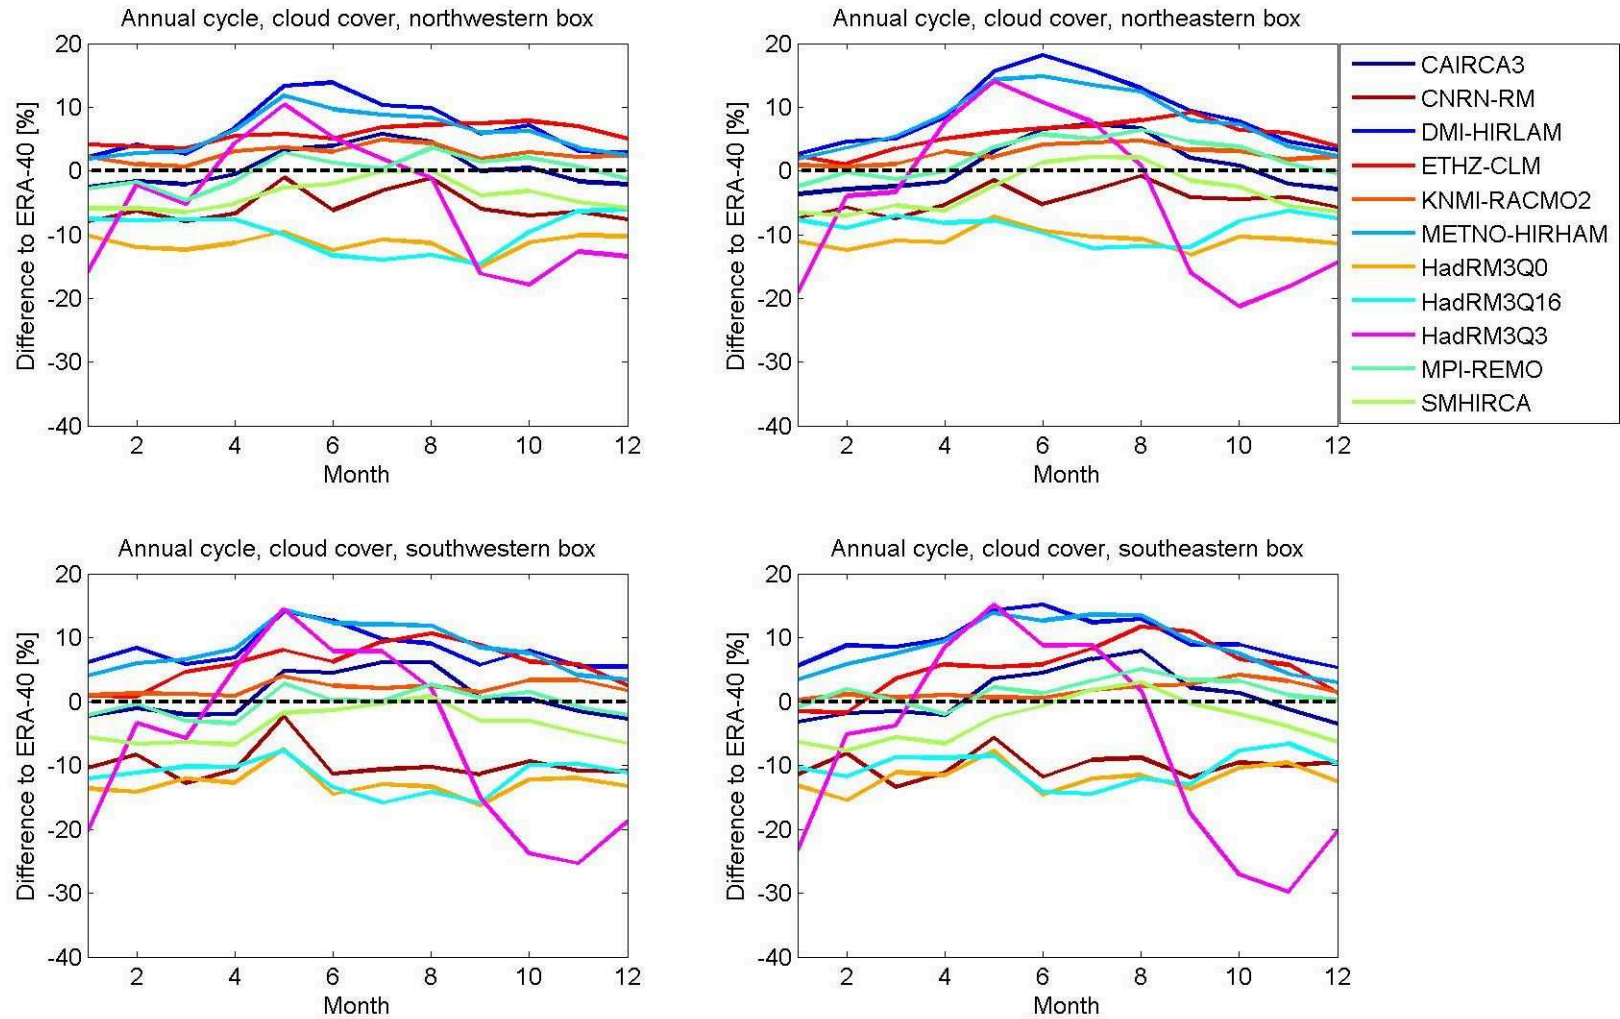 Annual cycle, cloud cover, northwestern box
20
10
0
-10
-20
-30
-40
Difference to ERA-40 [%]
2 4 6 8 10 12
Month
Annual cycle, cloud cover, northeastern box
20
10
0
-10
-20
-30
-40
Difference to ERA-40 [%]
2 4 6 8 10 12
Month
CAIRCA3
CNRN-RM
DMI-HIRLAM
ETHZ-CLM
KNMI-RACMO2
METNO-HIRHAM
HadRM3Q0
HadRM3Q16
HadRM3Q3
MPI-REMO
SMHIRCA
Annual cycle, cloud cover, southwestern box
20
10
0
-10
-20
-30
-40
Difference to ERA-40 [%]
2 4 6 8 10 12
Month
Annual cycle, cloud cover, southeastern box
20
10
0
-10
-20
-30
-40
Difference to ERA-40 [%]
2 4 6 8 10 12
Month